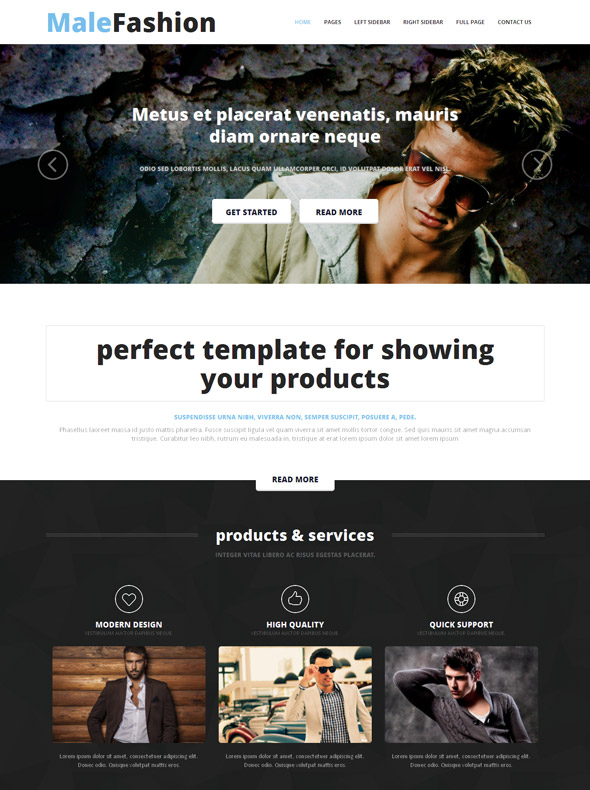 MaleFashion
HOME PAGES LEFT SIDEBAR RIGHT SIDEBAR FULL PAGE CONTACT US
Metus et placerat venenatis, mauris
diam ornare neque
ODIO SED LOBORTIS MOLLIS, LACUS QUAM ULLAMCORPER ORCI, ID VOLUTPAT DOLOR ERAT VEL NISL.
GET STARTED READ MORE
perfect template for showing
your products
SUSPENDISSE URNA NIBH, VIVERRA NON, SEMPER SUSCIPIT, POSUERE A, PEDE.
Phasellus laoreet massa id justo mattis pharetra. Fusce suscipit ligula vel quam viverra sit amet mollis tortor congue. Sed quis mauris sit amet magna accumsan
tristique. Curabitur leo nibh, rutrum eu malesuada in, tristique at erat lorem ipsum dolor sit amet lorem ipsum
READ MORE
products & services
INTEGER VITAE LIBERO AC RISUS EGESTAS PLACERAT.
MODERN DESIGN HIGH QUALITY QUICK SUPPORT
VESTIBULUM AUCTOR DAPIBUS NEQUE. VESTIBULUM AUCTOR DAPIBUS NEQUE. VESTIBULUM AUCTOR DAPIBUS NEQUE.
Lorem ipsum dolor sit amet, consectetuer adipiscing elit. Lorem ipsum dolor sit amet, consectetuer adipiscing elit. Lorem ipsum dolor sit amet, consectetuer adipiscing elit.
Donec odio. Quisque volutpat mattis eros. Donec odio. Quisque volutpat mattis eros. Donec odio. Quisque volutpat mattis eros.